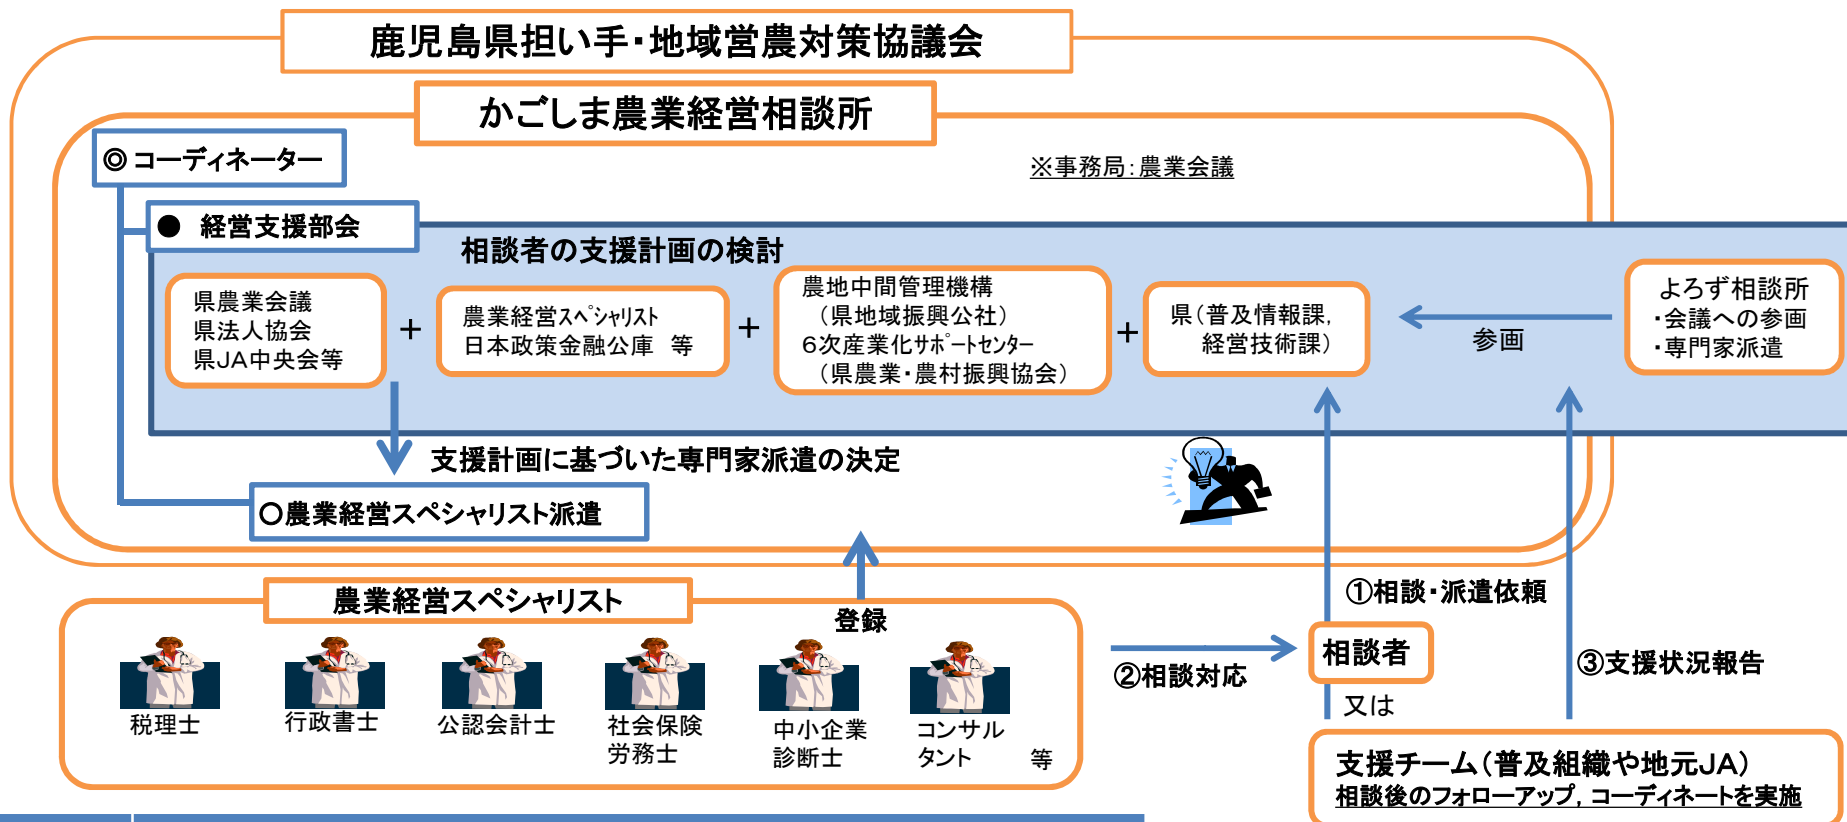 鹿児島県担い手・地域営農対策協議会
かごしま農業経営相談所
◎コーディネーター
※事務局：農業会議
● 経営支援部会
相談者の支援計画の検討
県農業会議
県法人協会
県JA中央会等
＋
農業経営ｽﾍﾟｼｬﾘｽﾄ
日本政策金融公庫 等
＋
農地中間管理機構
（県地域振興公社）
６次産業化ｻﾎﾟｰﾄセンター
（県農業・農村振興協会）
＋
県（普及情報課，
経営技術課）
参画
よろず相談所
・会議への参画
・専門家派遣
支援計画に基づいた専門家派遣の決定
○農業経営スペシャリスト派遣
農業経営スペシャリスト
登録
税理士
行政書士
公認会計士
社会保険
労務士
中小企業
診断士
コンサル
タント 等
①相談・派遣依頼
②相談対応
相談者
③支援状況報告
又は
支援チーム（普及組織や地元JA）
相談後のフォローアップ，コーディネートを実施